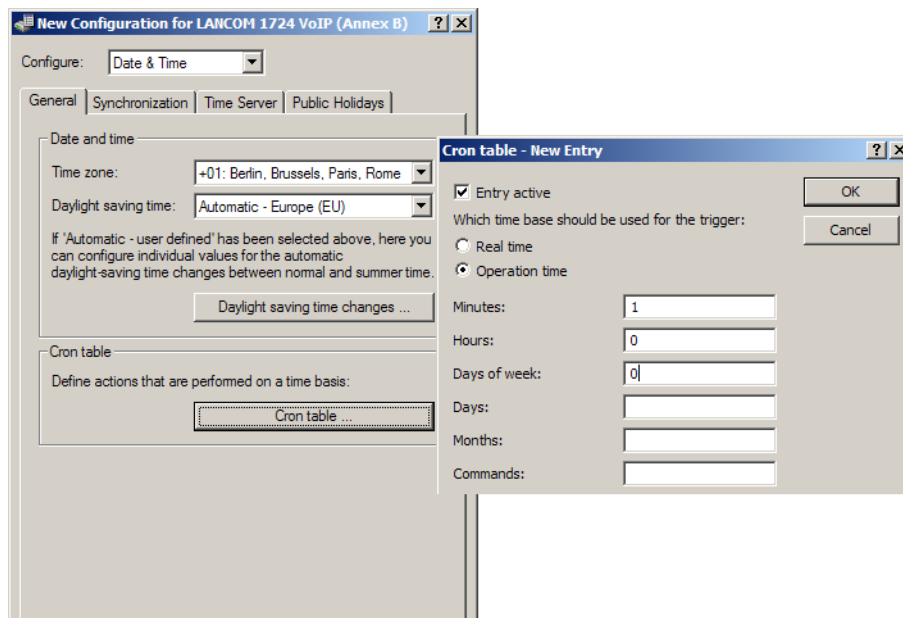 New Configuration for LANCOM 1724 VoIP (Annex B)
Configure: Date & Time
General Synchronization Time Server Public Holidays
Date and time
Time zone: +01: Berlin, Brussels, Paris, Rome
Daylight saving time: Automatic - Europe (EU)
If 'Automatic - user defined' has been selected above, here you
can configure individual values for the automatic
daylight-saving time changes between normal and summer time.
Daylight saving time changes ...
Cron table
Define actions that are performed on a time basis:
Cron table ...
Cron table - New Entry
Entry active
OK
Which time base should be used for the trigger:
Cancel
Real time
Operation time
Minutes: 1
Hours: 0
Days of week: 0
Days:
Months:
Commands: